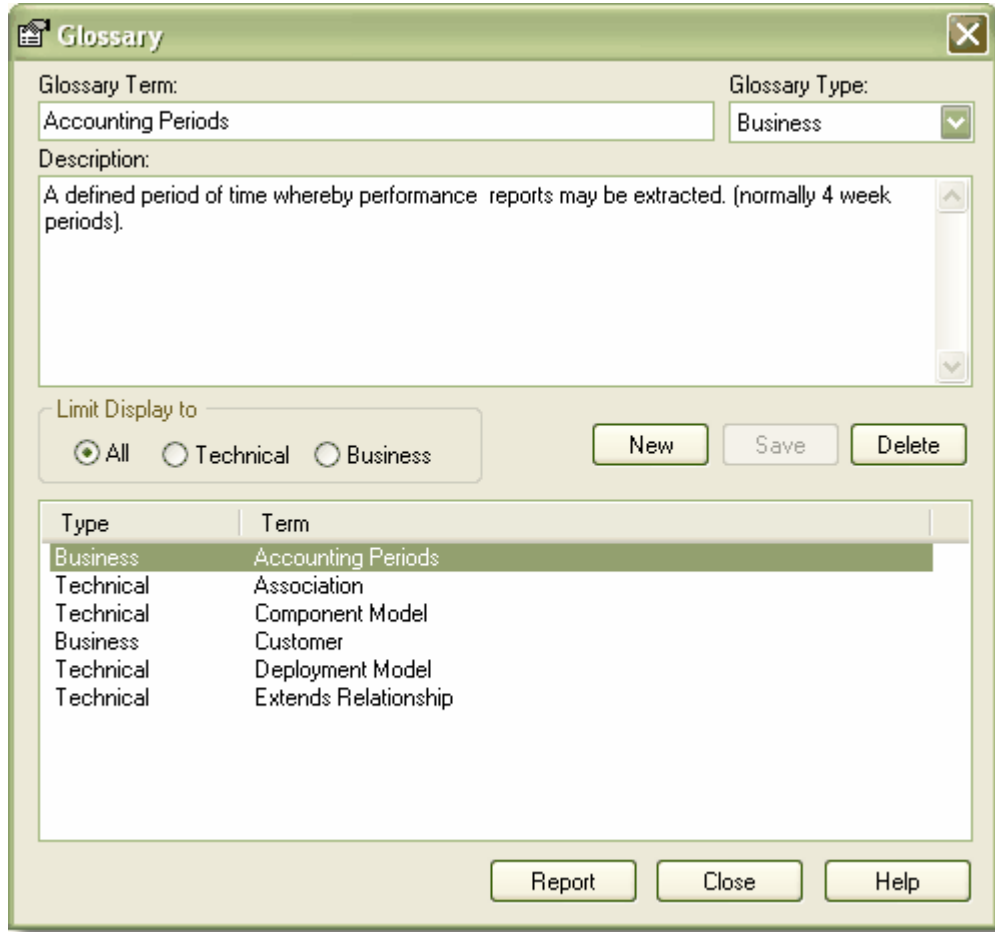 Glossary
Glossary Term: Glossary Type:
Accounting Periods Business
Description:
A defined period of time whereby performance  reports may be extracted. (normally 4 week
periods).
Limit Display to
All Technical Business New Save Delete
Type Term
Business Accounting Periods
Technical Association
Technical Component Model
Business Customer
Technical Deployment Model
Technical Extends Relationship
Report Close Help